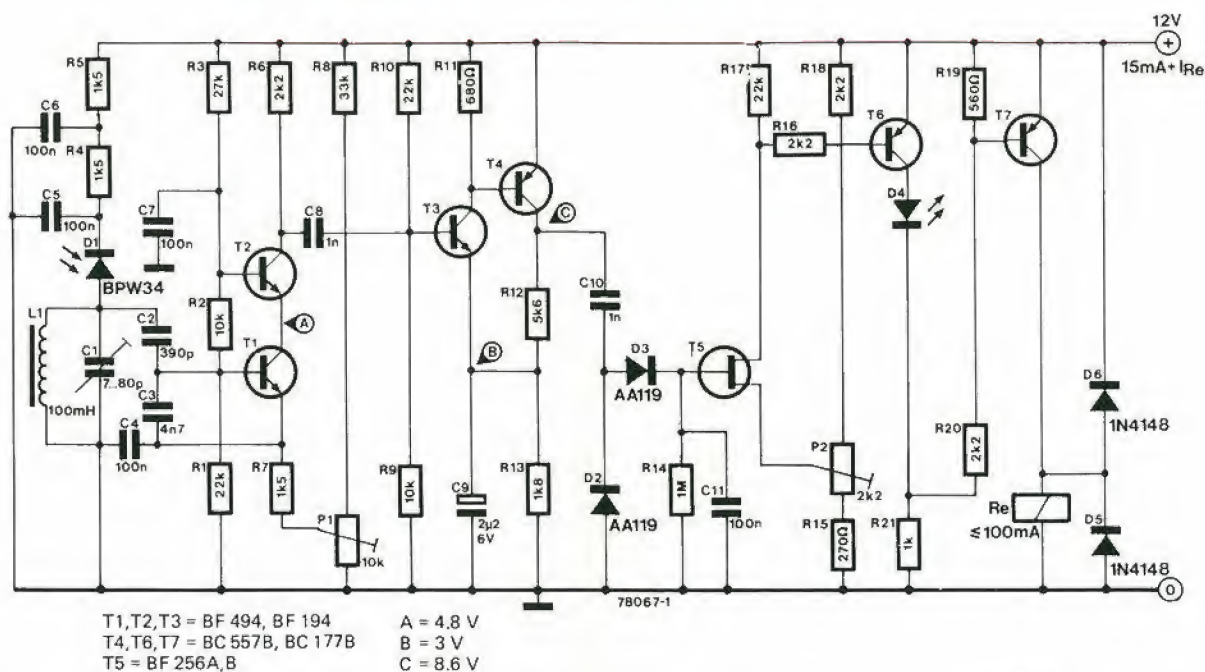 12V
+
15mA+ IRe
R5
1k5
C6
100n
R4
1k5
C5
100n
D1
BPW34
L1
C1
7...80p
100mH
C2
390p
C3
4n7
C4
100n
R3
27k
C7
100n
R2
10k
R1
22k
R6
2k2
T2
T1
A
R7
1k5
C8
1n
R8
33k
P1
10k
R10
22k
R9
10k
R11
680Ω
T3
T4
C
B
C9
2µ2
6V
R12
5k6
R13
1k8
C10
1n
D3
AA119
D2
AA119
R14
1M
C11
100n
T5
R17
22k
R16
2k2
R18
2k2
P2
2k2
R15
270Ω
T6
D4
R21
1k
R19
560Ω
R20
2k2
T7
Re
≤100mA
D6
1N4148
D5
1N4148
0
78067-1
T1,T2,T3 = BF 494, BF 194
T4,T6,T7 = BC 557B, BC 177B
T5 = BF 256A,B
A = 4.8 V
B = 3 V
C = 8.6 V